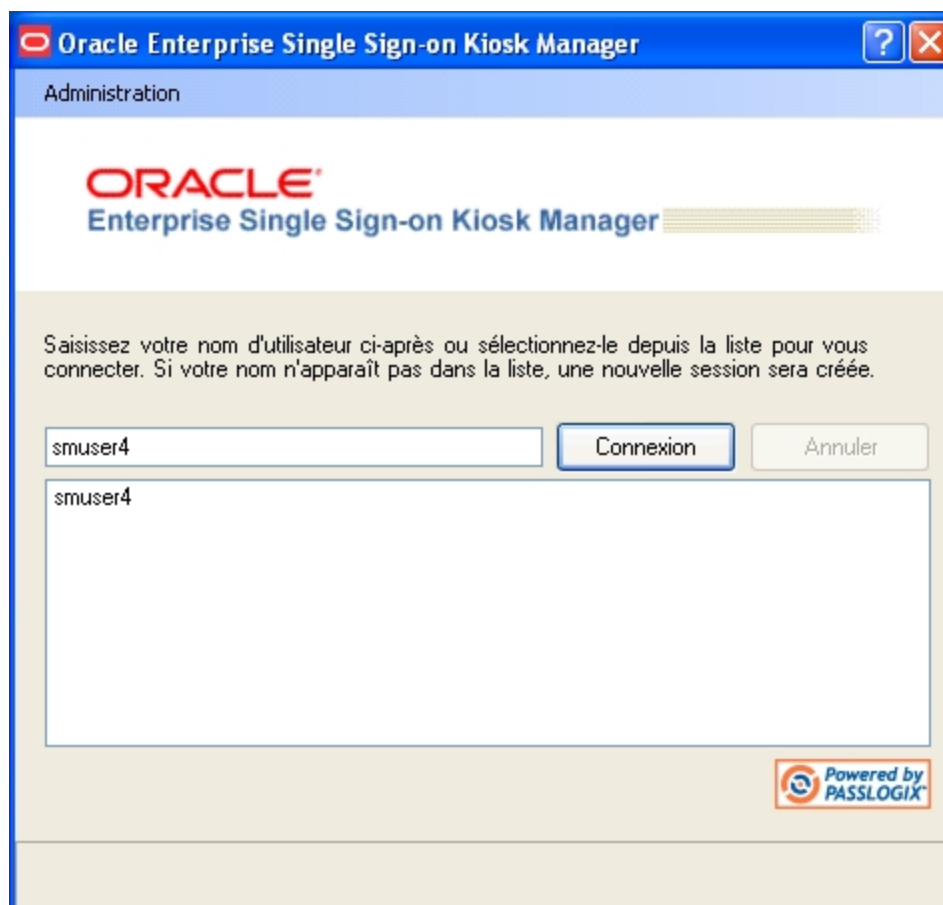 Oracle Enterprise Single Sign-on Kiosk Manager
Administration
ORACLE
Enterprise Single Sign-on Kiosk Manager
Saisissez votre nom d'utilisateur ci-après ou sélectionnez-le depuis la liste pour vous
connecter. Si votre nom n'apparaît pas dans la liste, une nouvelle session sera créée.
smuser4
Connexion
Annuler
smuser4
Powered by
PASSLOGIX